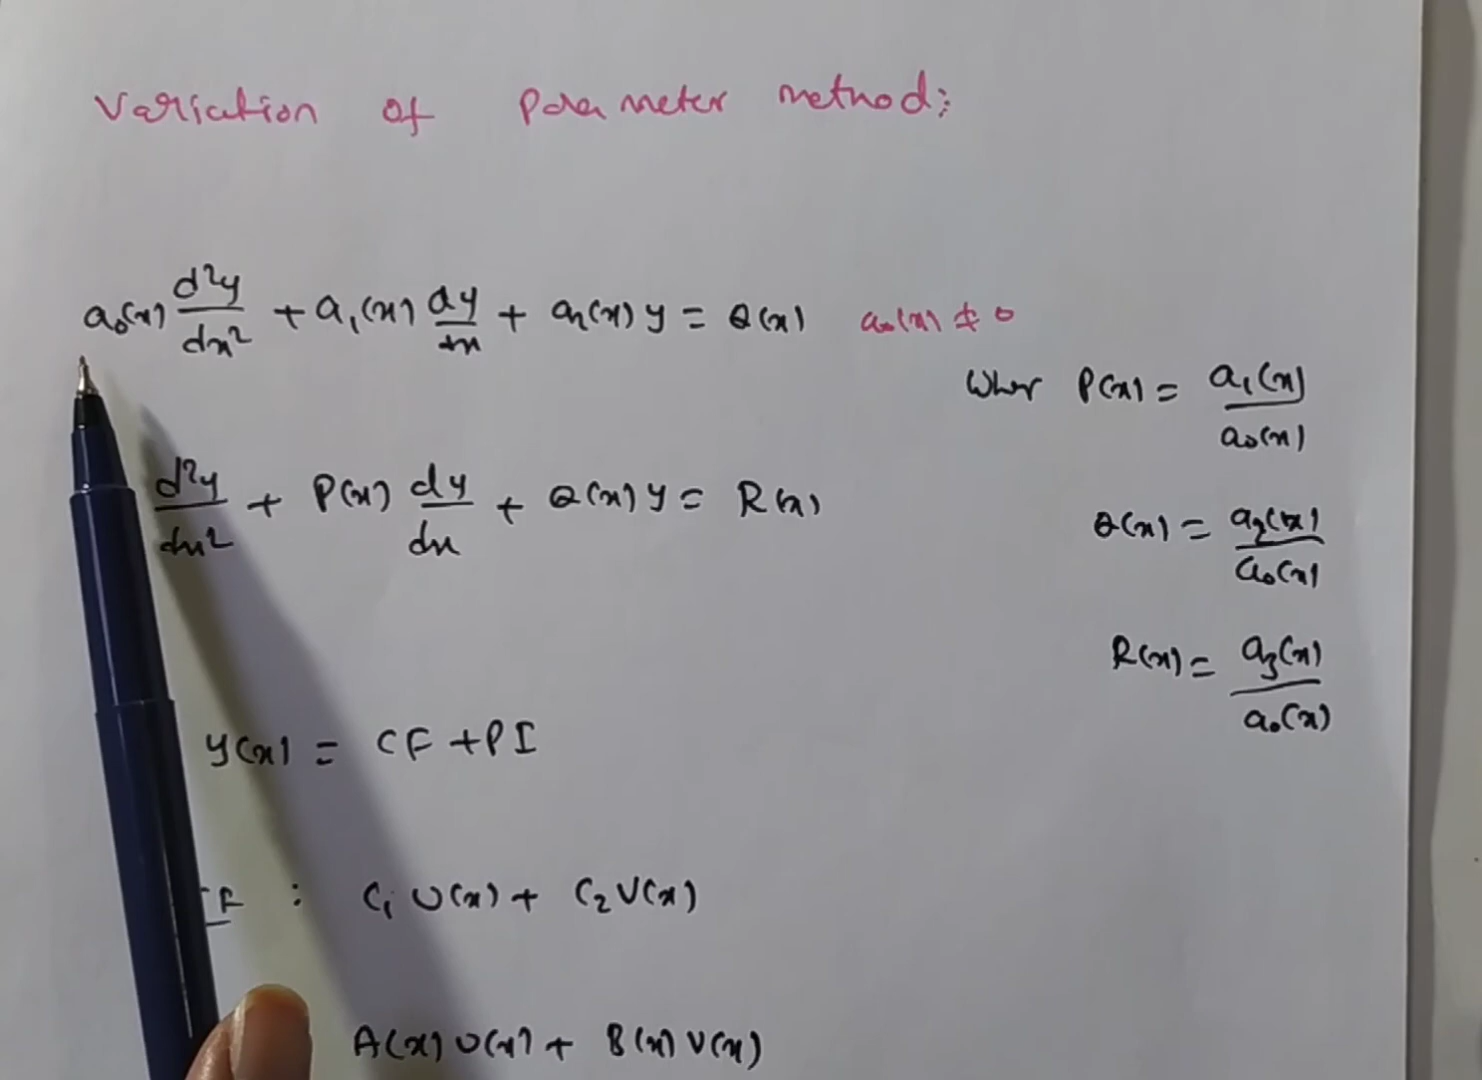 Variation of Parameter method:
a₀(x) d²y/dx² + a₁(x) dy/dx + a₂(x) y = Q(x) a₀(x) ≠ 0
Wher P(x) = a₁(x)/a₀(x)
d²y/dx² + P(x) dy/dx + Q(x) y = R(x)
Q(x) = a₂(x)/a₀(x)
R(x) = a₃(x)/a₀(x)
y(x) = CF + PI
CF : C₁ U(x) + C₂ V(x)
A(x) U(x) + B(x) V(x)